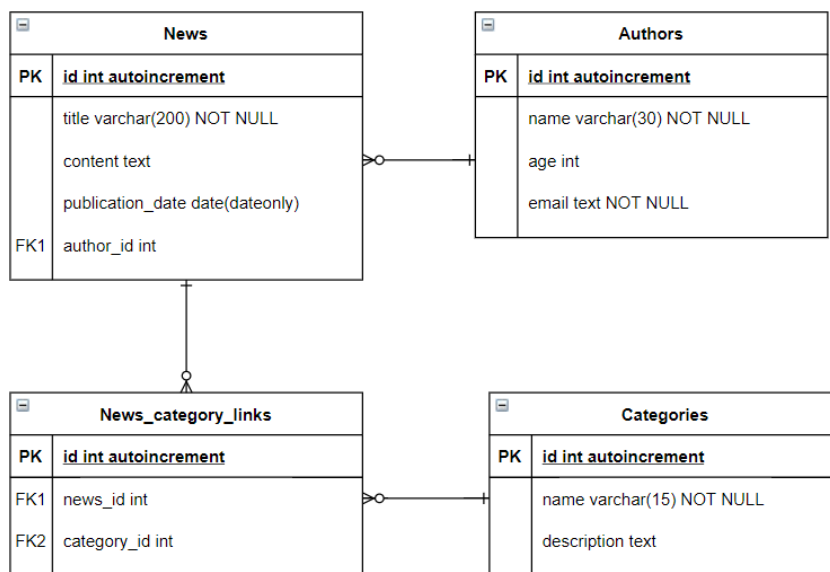 News
PK id int autoincrement
title varchar(200) NOT NULL
content text
publication_date date(dateonly)
FK1 author_id int
Authors
PK id int autoincrement
name varchar(30) NOT NULL
age int
email text NOT NULL
News_category_links
PK id int autoincrement
FK1 news_id int
FK2 category_id int
Categories
PK id int autoincrement
name varchar(15) NOT NULL
description text